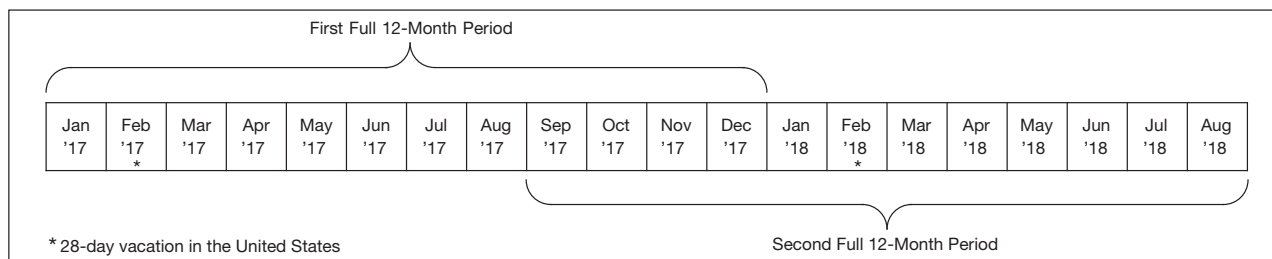 First Full 12-Month Period
Jan Feb Mar Apr May Jun Jul Aug Sep Oct Nov Dec Jan Feb Mar Apr May Jun Jul Aug
'17 '17 '17 '17 '17 '17 '17 '17 '17 '17 '17 '17 '18 '18 '18 '18 '18 '18 '18 '18
* *
* 28-day vacation in the United States
Second Full 12-Month Period